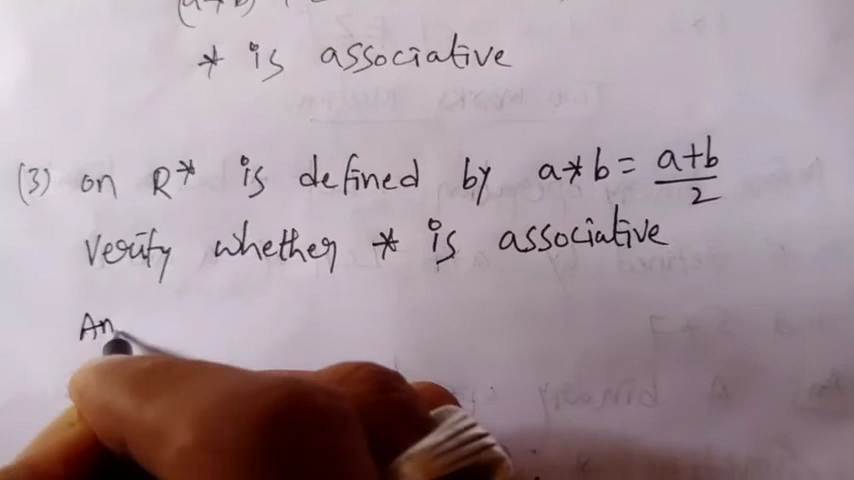 * is associative
(3) on R* is defined by a*b = a+b/2
Verify whether * is associative
An